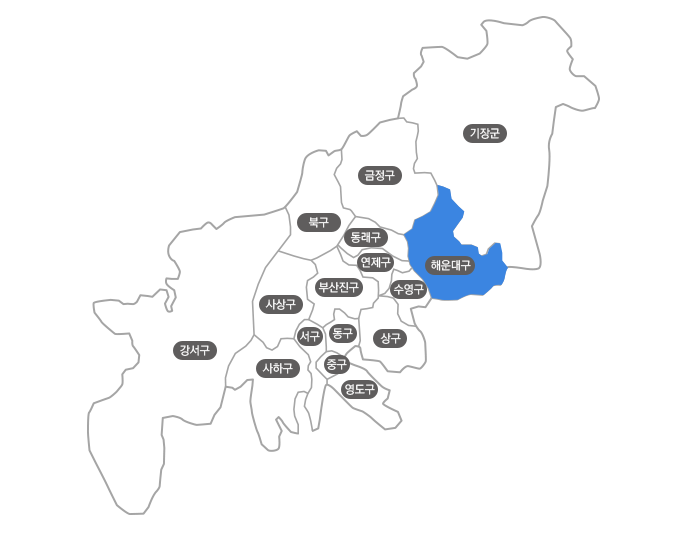 기장군
금정구
북구
동래구
연제구
해운대구
부산진구
수영구
사상구
서구
동구
상구
강서구
사하구
중구
영도구